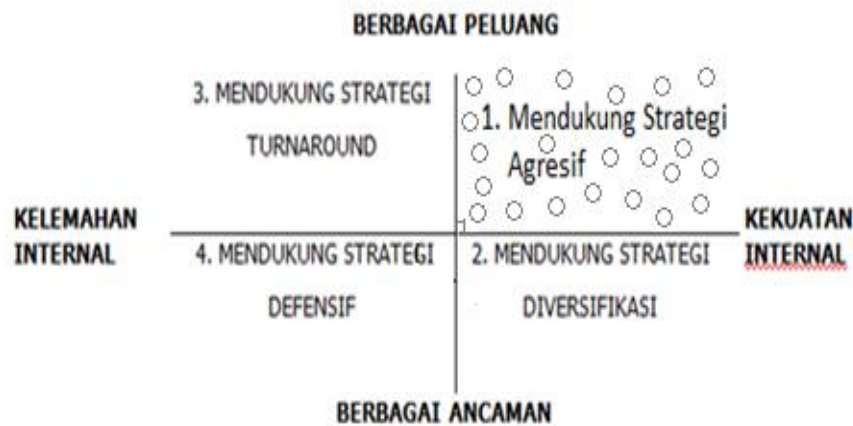 BERBAGAI PELUANG
3. MENDUKUNG STRATEGI
TURNAROUND
1. Mendukung Strategi
Agresif
KELEMAHAN
INTERNAL
KEKUATAN
INTERNAL
4. MENDUKUNG STRATEGI
DEFENSIF
2. MENDUKUNG STRATEGI
DIVERSIFIKASI
BERBAGAI ANCAMAN